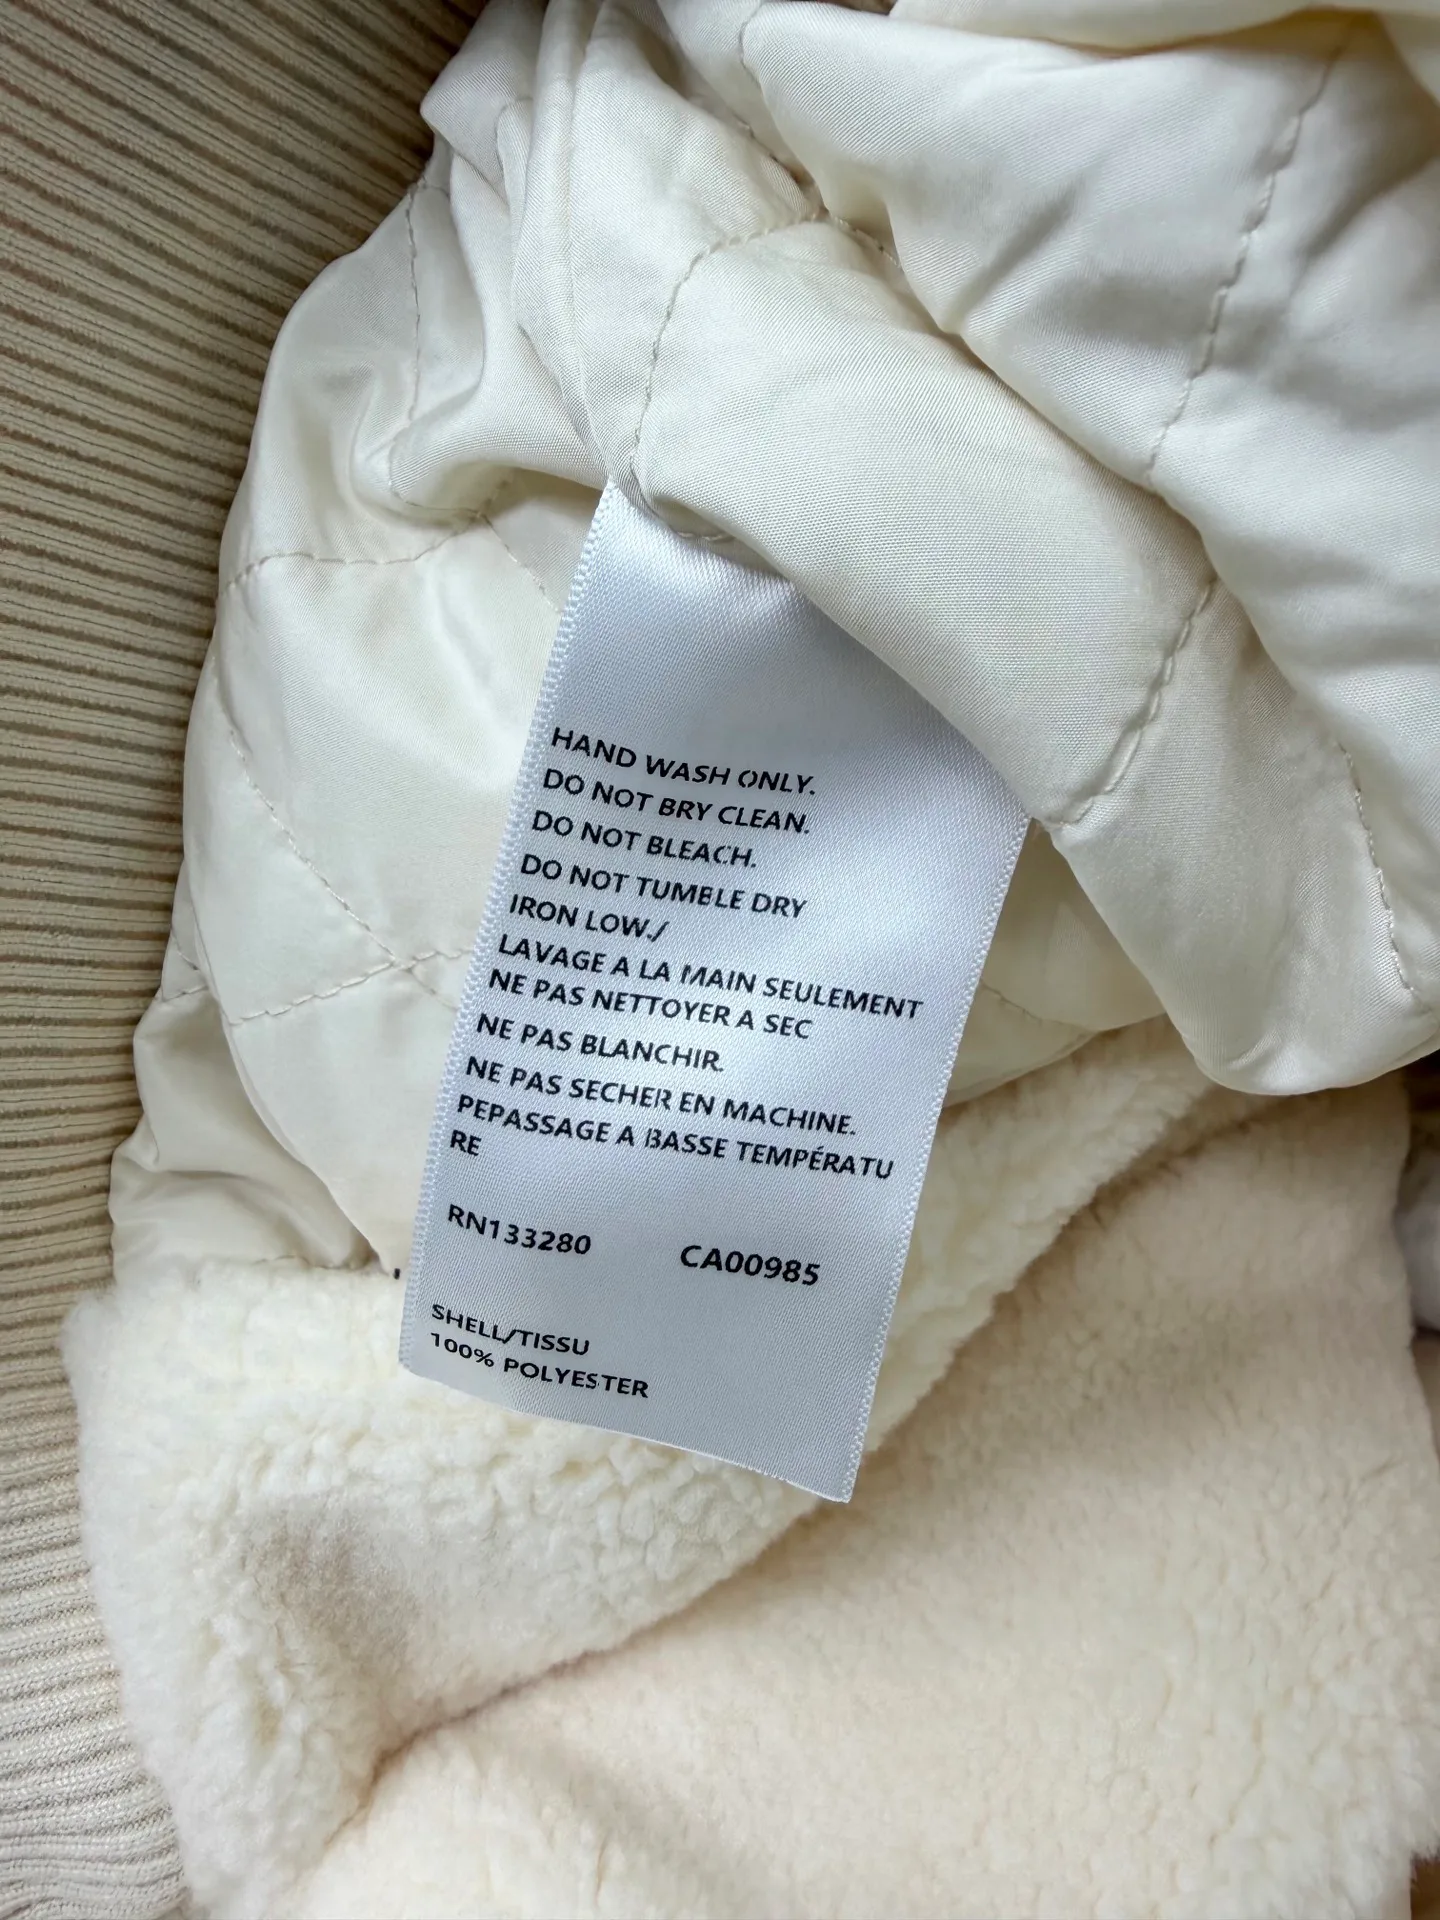 HAND WASH ONLY.
DO NOT BRY CLEAN.
DO NOT BLEACH.
DO NOT TUMBLE DRY
IRON LOW./
LAVAGE A LA MAIN SEULEMENT
NE PAS NETTOYER A SEC
NE PAS BLANCHIR.
NE PAS SECHER EN MACHINE.
PEPASSAGE A BASSE TEMPÉRATU
RE
RN133280 CA00985
SHELL/TISSU
100% POLYESTER